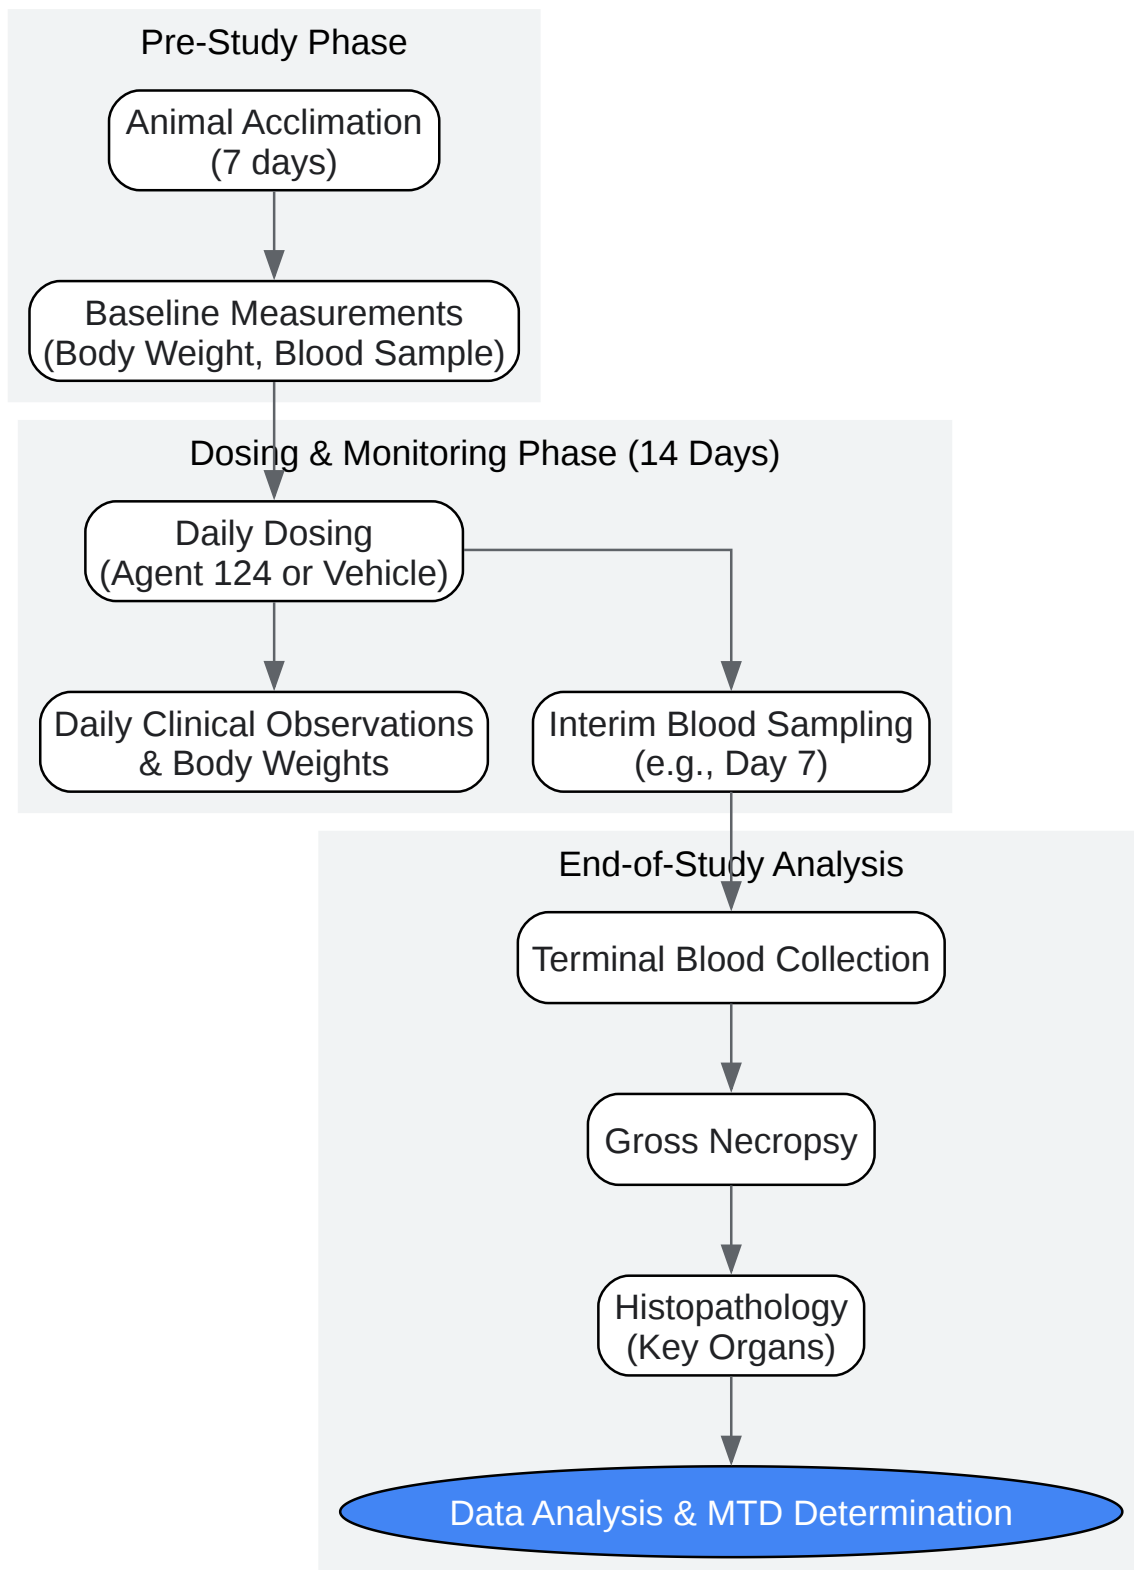 Pre-Study Phase
Animal Acclimation
(7 days)
Baseline Measurements
(Body Weight, Blood Sample)
Dosing & Monitoring Phase (14 Days)
Daily Dosing
(Agent 124 or Vehicle)
Daily Clinical Observations
& Body Weights
Interim Blood Sampling
(e.g., Day 7)
End-of-Study Analysis
Terminal Blood Collection
Gross Necropsy
Histopathology
(Key Organs)
Data Analysis & MTD Determination